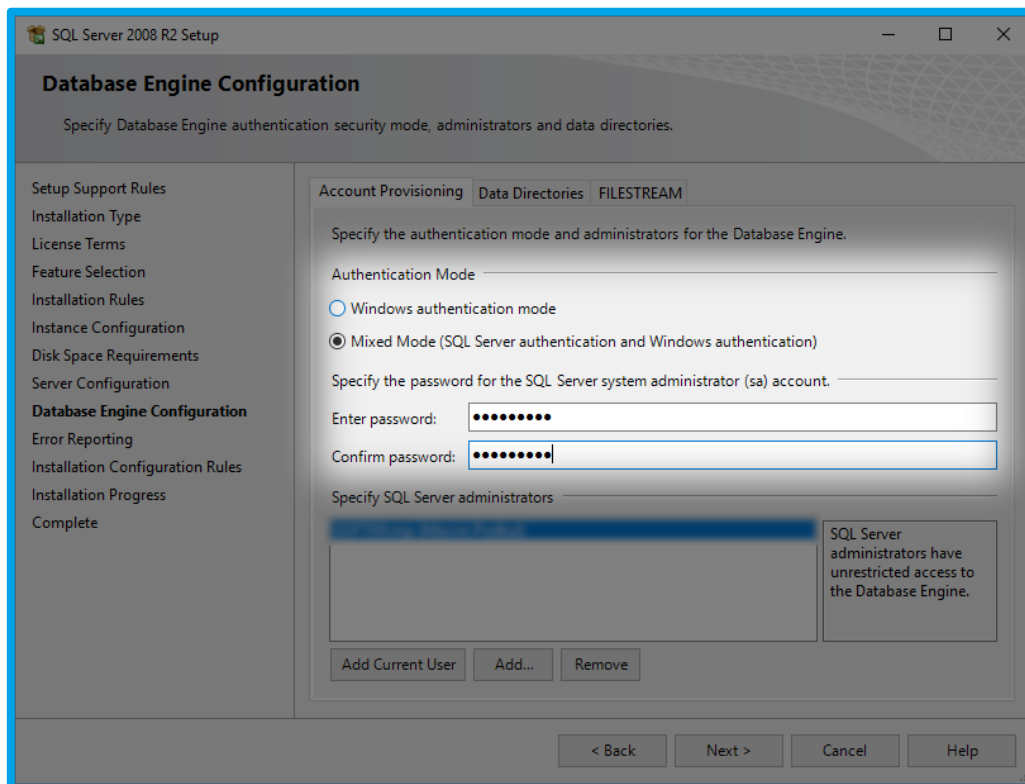 SQL Server 2008 R2 Setup
Database Engine Configuration
Specify Database Engine authentication security mode, administrators and data directories.
Setup Support Rules
Installation Type
License Terms
Feature Selection
Installation Rules
Instance Configuration
Disk Space Requirements
Server Configuration
Database Engine Configuration
Error Reporting
Installation Configuration Rules
Installation Progress
Complete
Account Provisioning Data Directories FILESTREAM
Specify the authentication mode and administrators for the Database Engine.
Authentication Mode
Windows authentication mode
Mixed Mode (SQL Server authentication and Windows authentication)
Specify the password for the SQL Server system administrator (sa) account.
Enter password: •••••••••
Confirm password: •••••••••
Specify SQL Server administrators
SQL Server
administrators have
unrestricted access to
the Database Engine.
Add Current User Add... Remove
< Back Next > Cancel Help